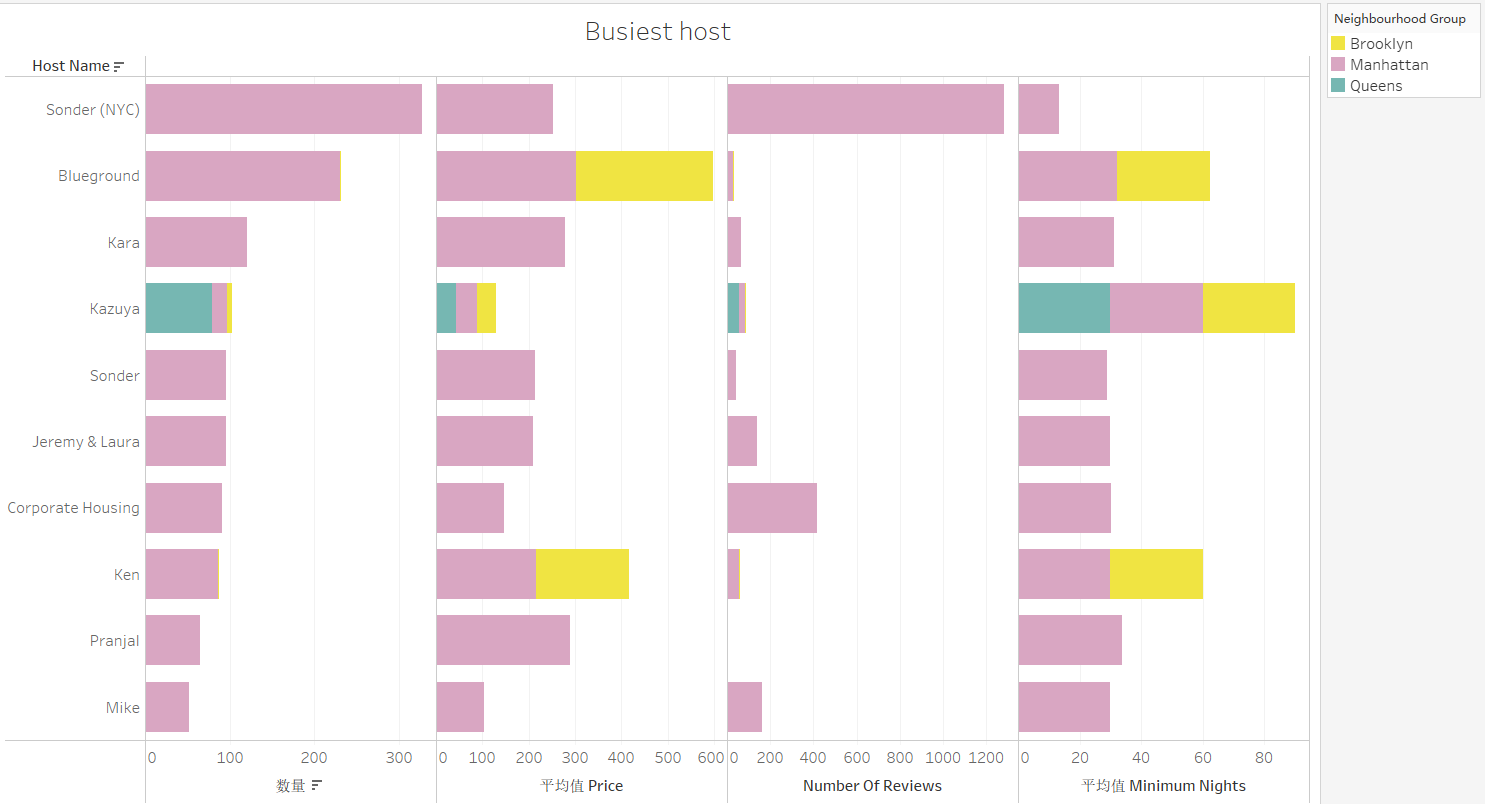 Busiest host
Neighbourhood Group
Brooklyn
Manhattan
Queens
Host Name
Sonder (NYC)
Blueground
Kara
Kazuya
Sonder
Jeremy & Laura
Corporate Housing
Ken
Pranjal
Mike
0 100 200 300 0 100 200 300 400 500 600 0 200 400 600 800 1000 1200 0 20 40 60 80
数量 平均值 Price Number Of Reviews 平均值 Minimum Nights